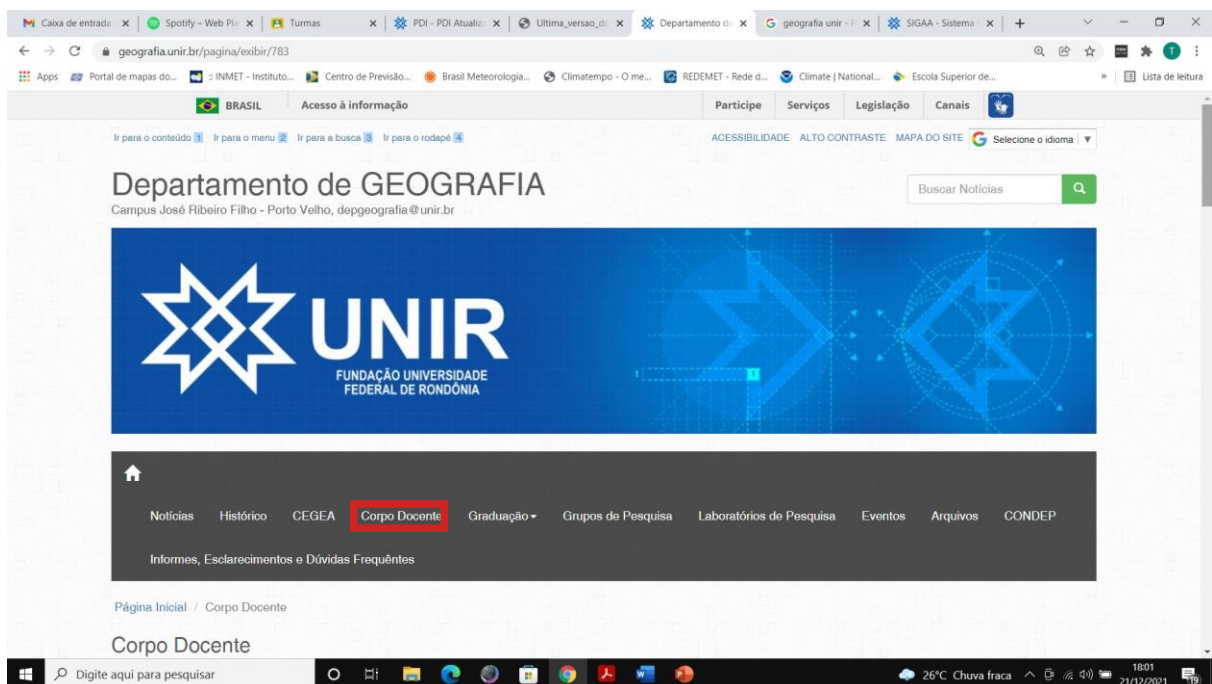 Caixa de entrada Spotify – Web Pla Turmas PDI - PDI Atualiz Ultima_versao_do Departamento de geografia unir - P SIGAA - Sistema
geografia.unir.br/pagina/exibir/783
Apps Portal de mapas do... :: INMET - Instituto... Centro de Previsão... Brasil Meteorologia... Climatempo - O me... REDEMET - Rede d... Climate | National... Escola Superior de... » Lista de leitura
BRASIL Acesso à informação Participe Serviços Legislação Canais
Ir para o conteúdo 1 Ir para o menu 2 Ir para a busca 3 Ir para o rodapé 4 ACESSIBILIDADE ALTO CONTRASTE MAPA DO SITE Selecione o idioma
Departamento de GEOGRAFIA
Campus José Ribeiro Filho - Porto Velho, depgeografia@unir.br
Buscar Notícias
UNIR
FUNDAÇÃO UNIVERSIDADE
FEDERAL DE RONDÔNIA
Notícias Histórico CEGEA Corpo Docente Graduação Grupos de Pesquisa Laboratórios de Pesquisa Eventos Arquivos CONDEP
Informes, Esclarecimentos e Dúvidas Frequêntes
Página Inicial / Corpo Docente
Corpo Docente
Digite aqui para pesquisar 26°C Chuva fraca 18:01
21/12/2021